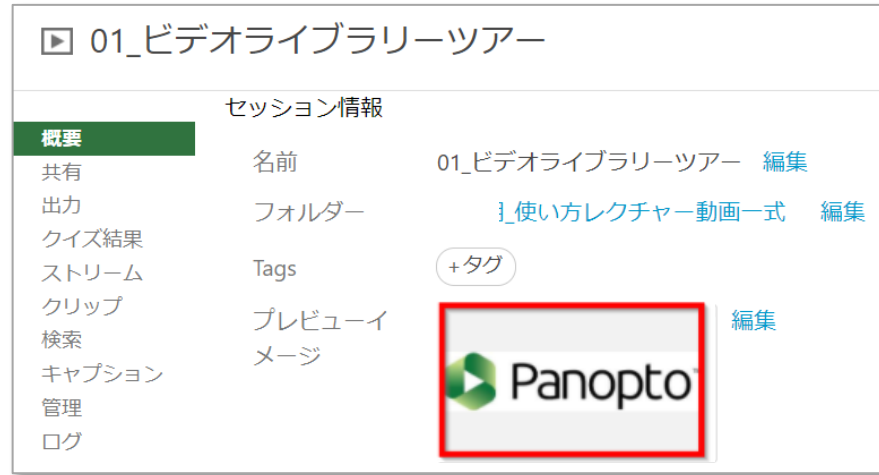 01_ビデオライブラリーツアー
セッション情報
概要
共有
出力
クイズ結果
ストリーム
クリップ
検索
キャプション
管理
ログ
名前 01_ビデオライブラリーツアー 編集
フォルダー _使い方レクチャー動画一式 編集
Tags +タグ
プレビューイ
メージ
Panopto
編集